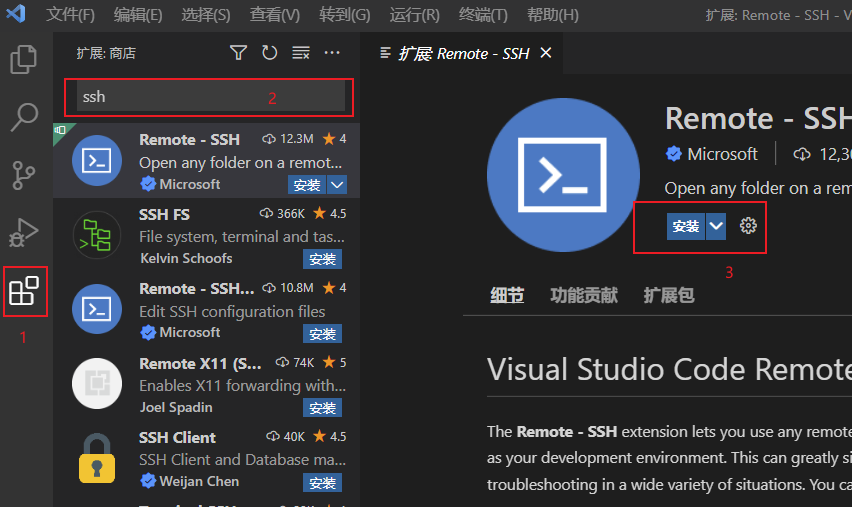 文件(F) 编辑(E) 选择(S) 查看(V) 转到(G) 运行(R) 终端(T) 帮助(H) 扩展: Remote - SSH - V
扩展: 商店
扩展: Remote - SSH
ssh
2
Remote - SSH 12.3M 4
Open any folder on a remot...
Microsoft
安装
SSH FS 366K 4.5
File system, terminal and tas...
Kelvin Schoofs
安装
Remote - SSH... 10.8M 4
Edit SSH configuration files
Microsoft
安装
Remote X11 (S... 74K 5
Enables X11 forwarding with...
Joel Spadin
安装
SSH Client 40K 4.5
SSH Client and Database ma...
Weijan Chen
安装
1
Remote - SSH
Microsoft 12,3
Open any folder on a rem
安装
3
细节 功能贡献 扩展包
Visual Studio Code Remote
The Remote - SSH extension lets you use any remote
as your development environment. This can greatly si
troubleshooting in a wide variety of situations. You ca